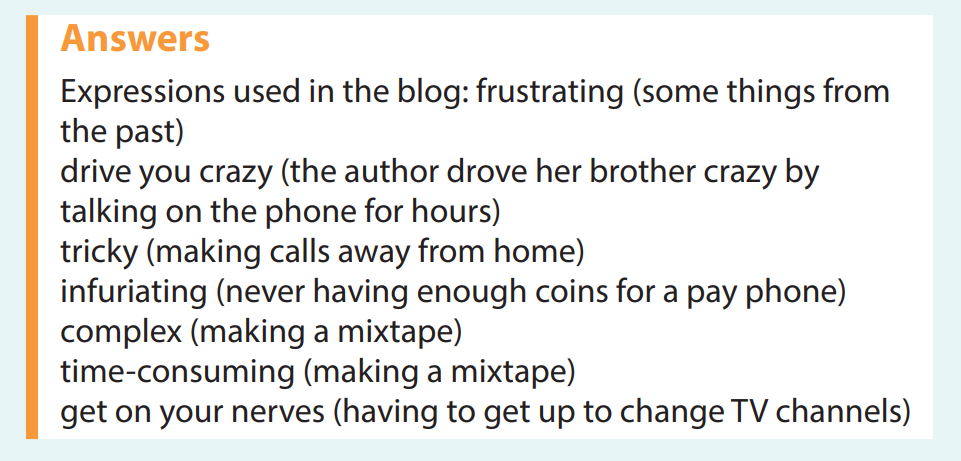 Answers
Expressions used in the blog: frustrating (some things from
the past)
drive you crazy (the author drove her brother crazy by
talking on the phone for hours)
tricky (making calls away from home)
infuriating (never having enough coins for a pay phone)
complex (making a mixtape)
time-consuming (making a mixtape)
get on your nerves (having to get up to change TV channels)